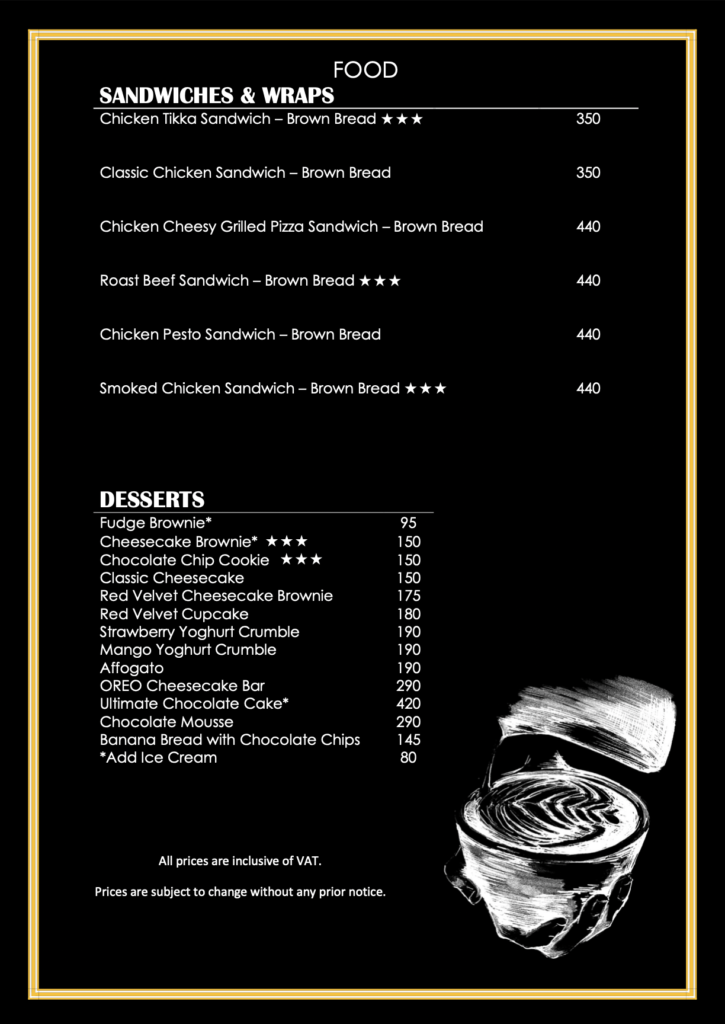 FOOD
SANDWICHES & WRAPS
Chicken Tikka Sandwich – Brown Bread ★ ★ ★ 350
Classic Chicken Sandwich – Brown Bread 350
Chicken Cheesy Grilled Pizza Sandwich – Brown Bread 440
Roast Beef Sandwich – Brown Bread ★ ★ ★ 440
Chicken Pesto Sandwich – Brown Bread 440
Smoked Chicken Sandwich – Brown Bread ★ ★ ★ 440
DESSERTS
Fudge Brownie* 95
Cheesecake Brownie* ★ ★ ★ 150
Chocolate Chip Cookie ★ ★ ★ 150
Classic Cheesecake 150
Red Velvet Cheesecake Brownie 175
Red Velvet Cupcake 180
Strawberry Yoghurt Crumble 190
Mango Yoghurt Crumble 190
Affogato 190
OREO Cheesecake Bar 290
Ultimate Chocolate Cake* 420
Chocolate Mousse 290
Banana Bread with Chocolate Chips 145
*Add Ice Cream 80
All prices are inclusive of VAT.
Prices are subject to change without any prior notice.